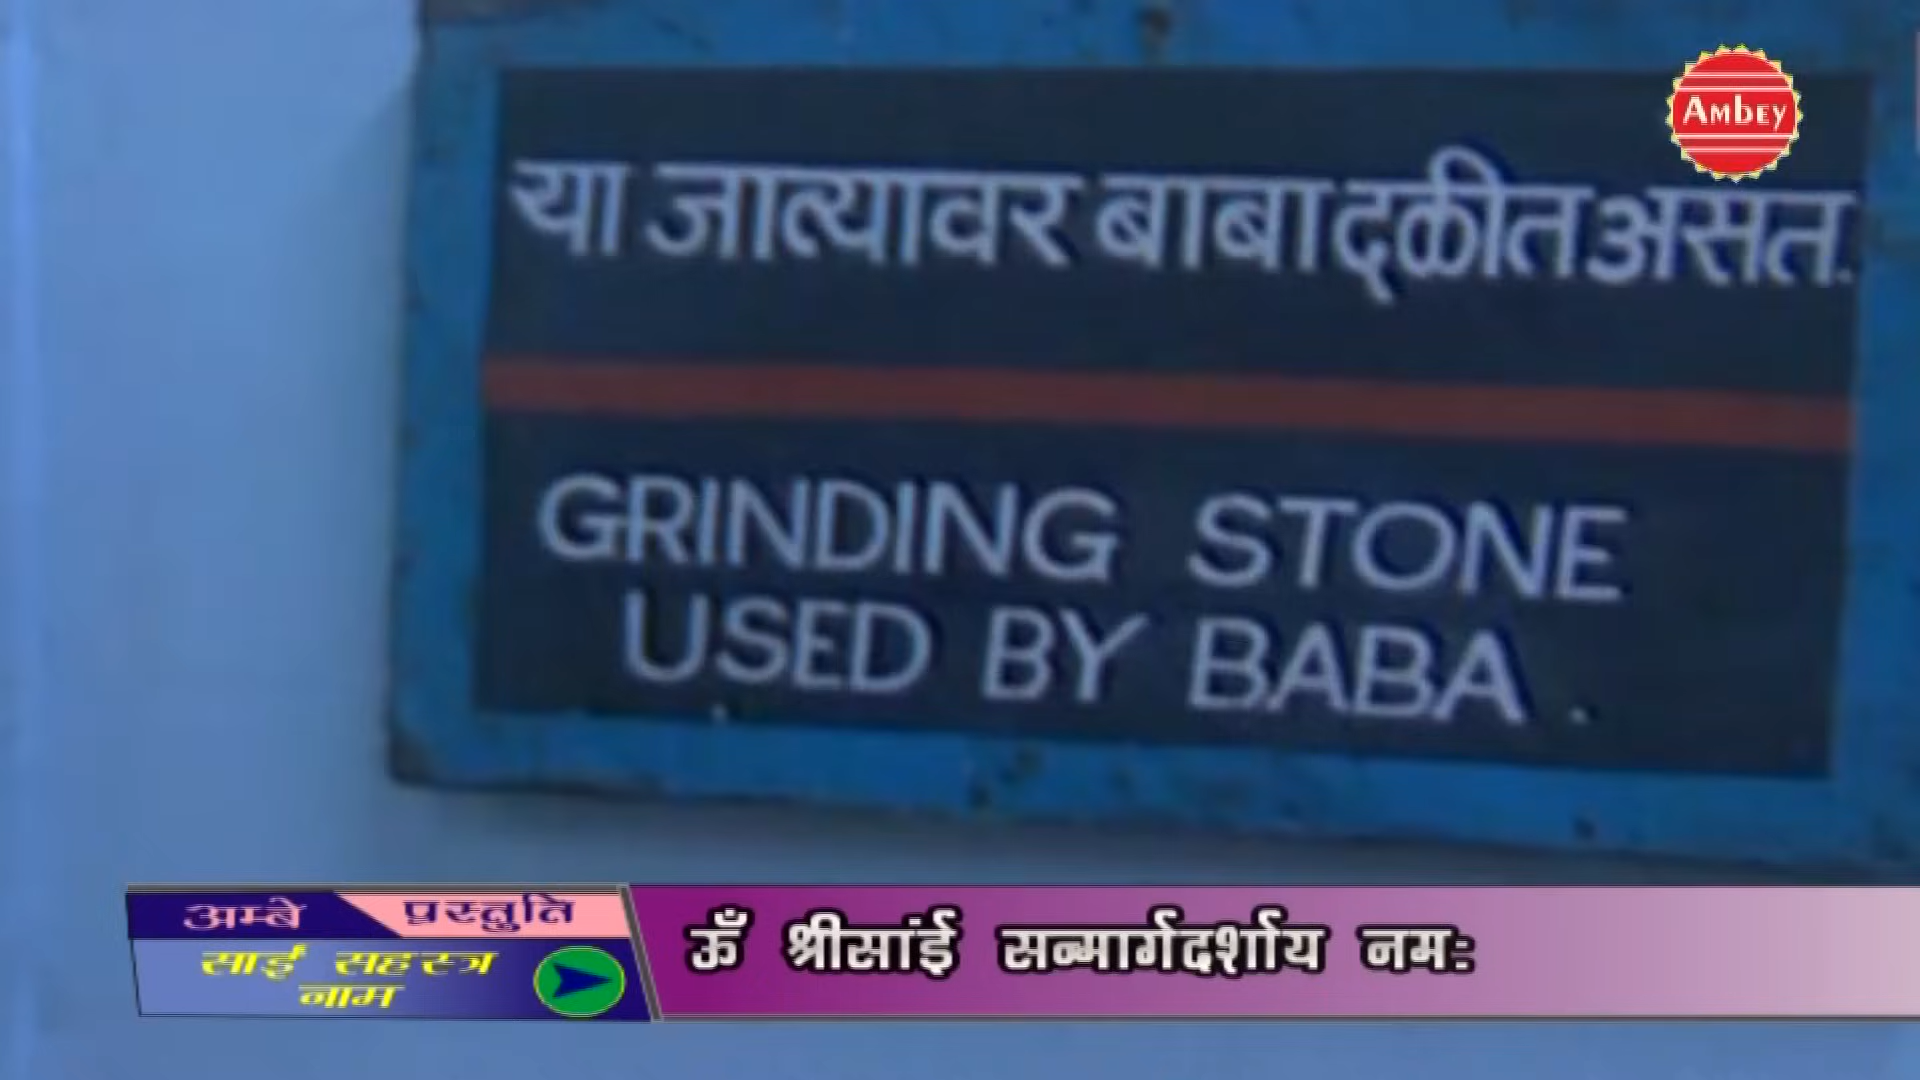 AMBEY
या जात्यावर बाबा दळीत असत.
GRINDING STONE
USED BY BABA .
अम्बे प्रस्तुति
साईं सहस्त्र
नाम
ॐ श्रीसांई सन्मार्गदर्शाय नमः